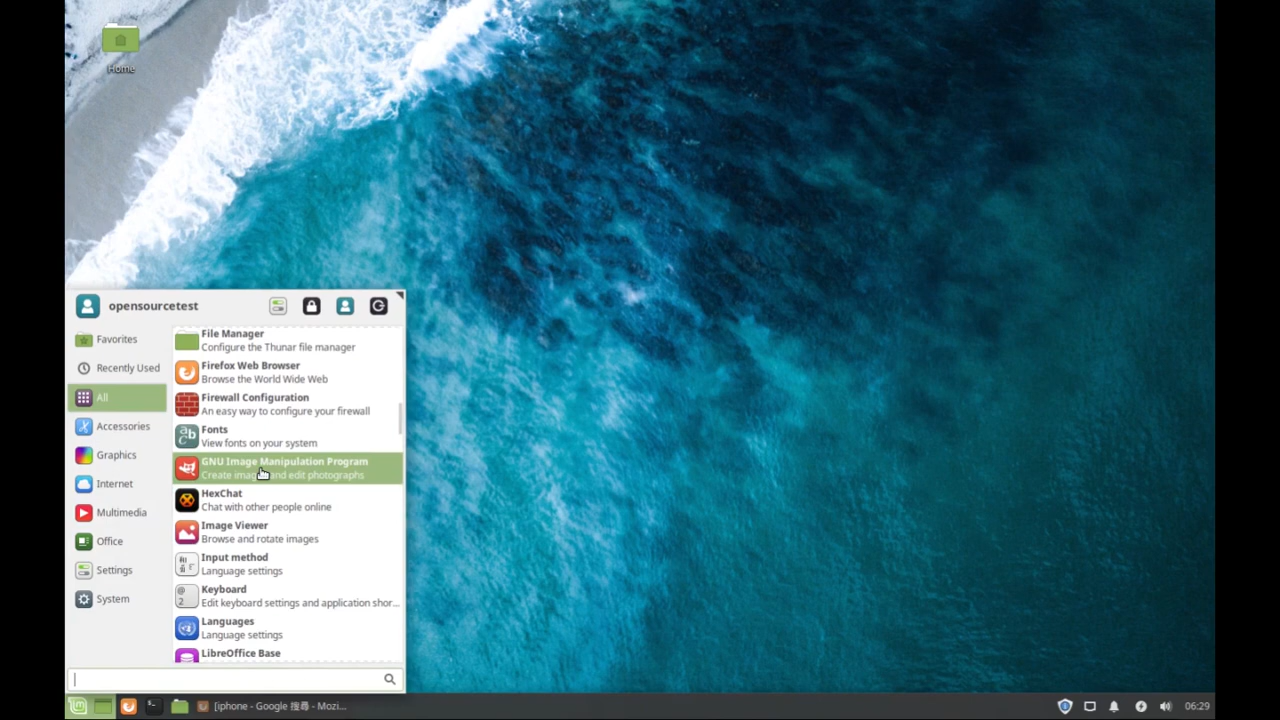 Home
opensourcetest
Favorites
Recently Used
All
Accessories
Graphics
Internet
Multimedia
Office
Settings
System
File Manager
Configure the Thunar file manager
Firefox Web Browser
Browse the World Wide Web
Firewall Configuration
An easy way to configure your firewall
Fonts
View fonts on your system
GNU Image Manipulation Program
Create images and edit photographs
HexChat
Chat with other people online
Image Viewer
Browse and rotate images
Input method
Language settings
Keyboard
Edit keyboard settings and application shor...
Languages
Language settings
LibreOffice Base
[iphone - Google 搜尋 - Mozi...
06:29